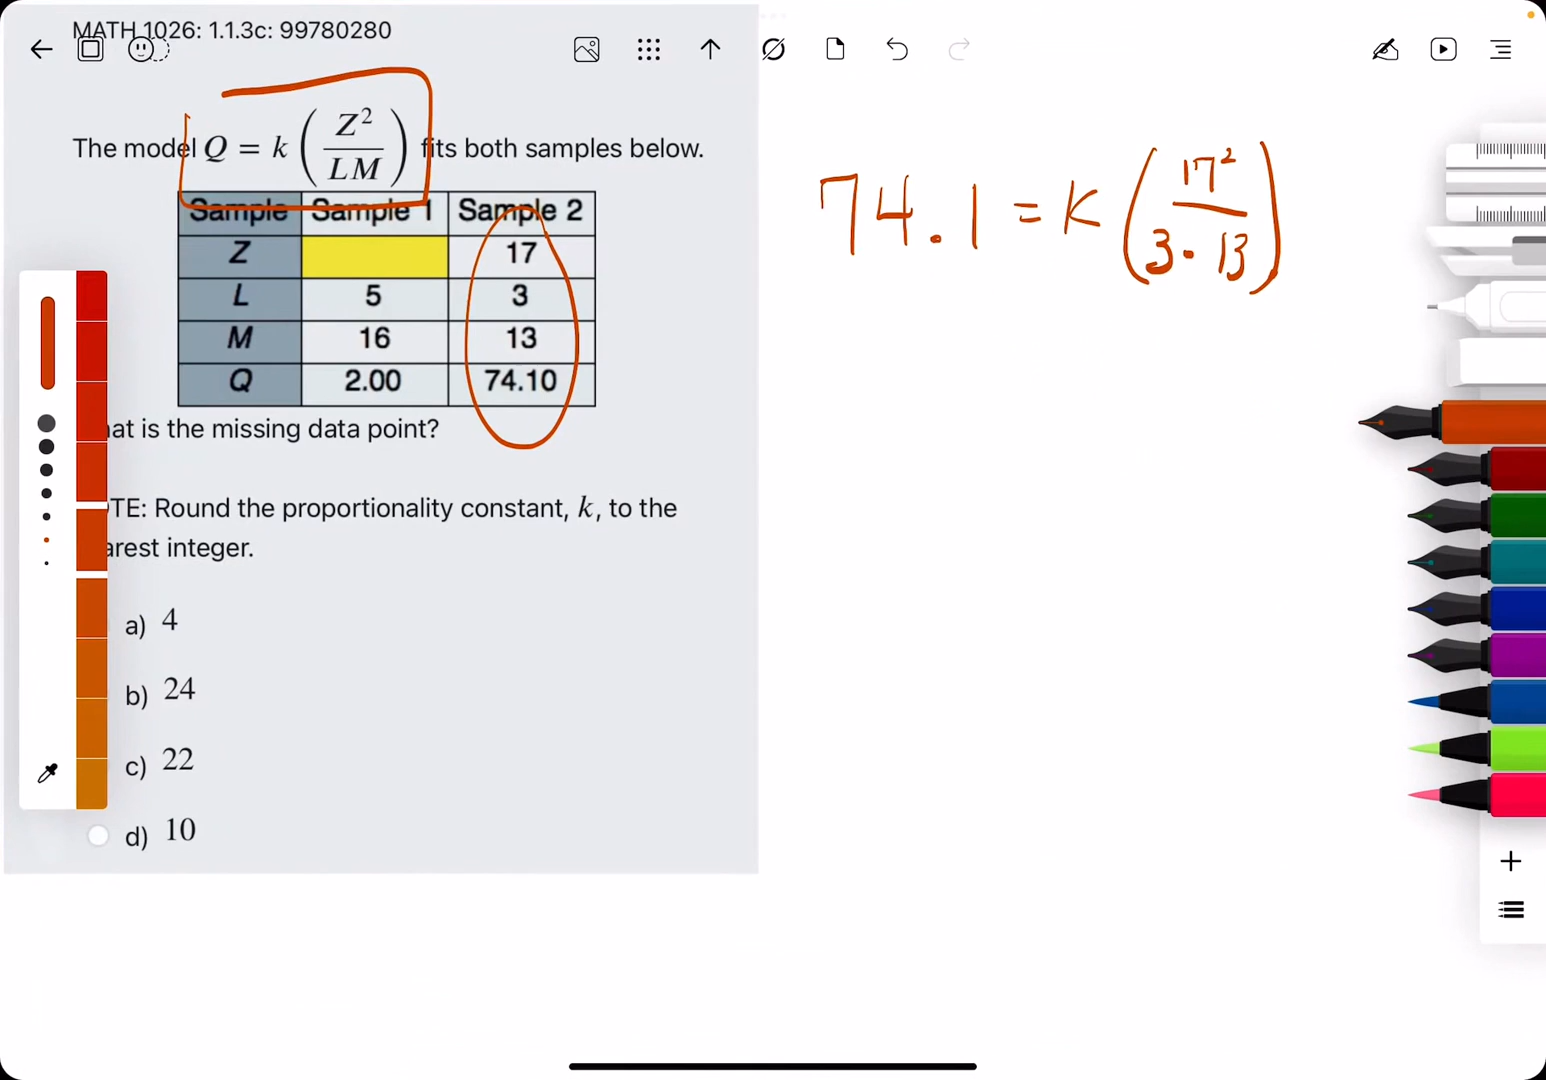 MATH 1026: 1.1.3c: 99780280
The model Q = k ( Z² / LM ) fits both samples below.
Sample Sample 1 Sample 2
Z 17
L 5 3
M 16 13
Q 2.00 74.10
at is the missing data point?
TE: Round the proportionality constant, k, to the
arest integer.
a) 4
b) 24
c) 22
d) 10
74.1 = K ( 17² / 3 · 13 )